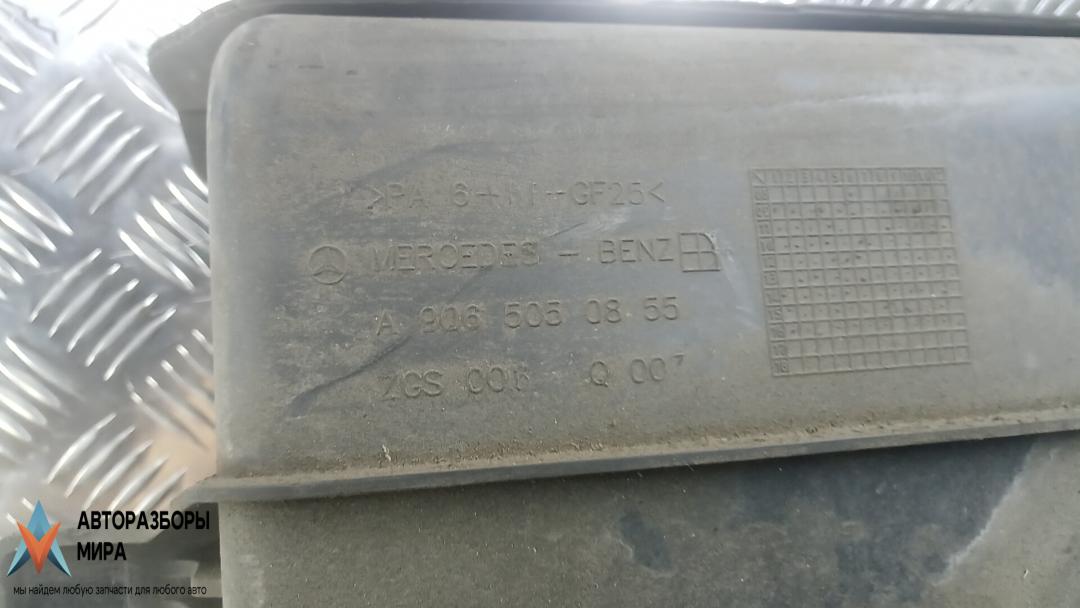 >PA 6-M-GF25<
MERCEDES - BENZ
A 906 505 08 55
ZGS 001 Q 007
АВТОРАЗБОРЫ
МИРА
мы найдем любую запчасти для любого авто